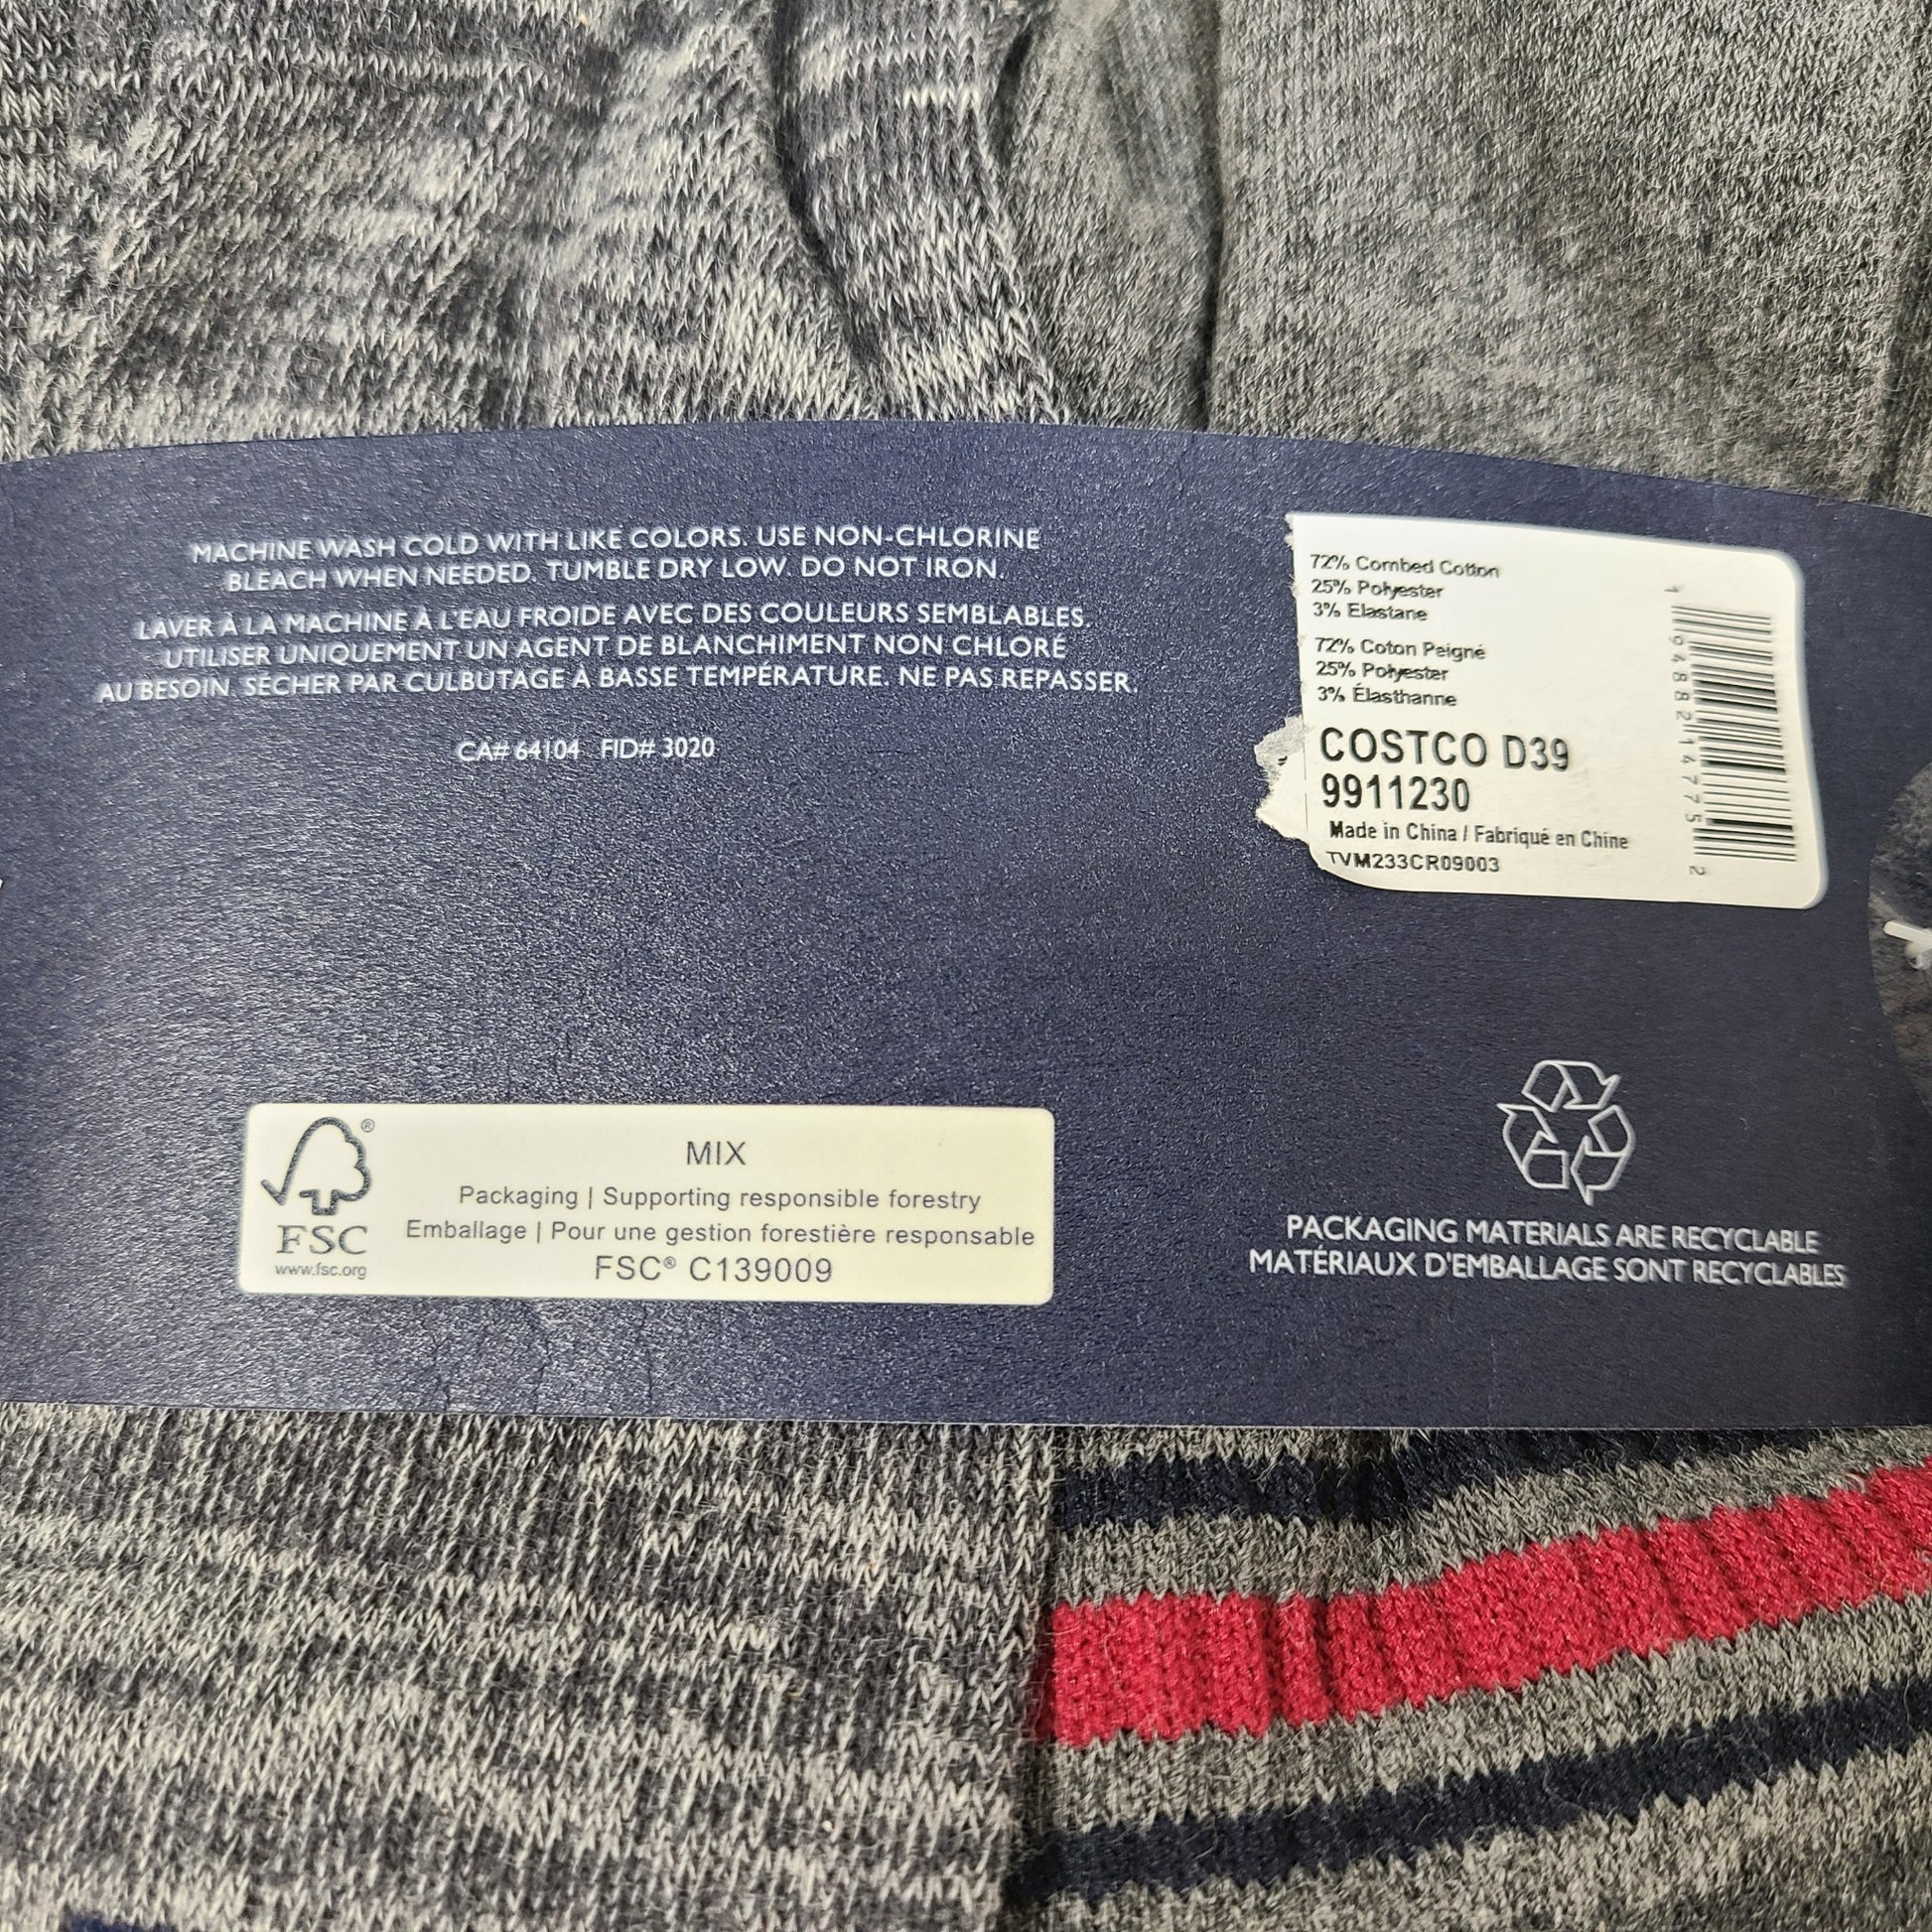 MACHINE WASH COLD WITH LIKE COLORS. USE NON-CHLORINE
BLEACH WHEN NEEDED. TUMBLE DRY LOW. DO NOT IRON.
LAVER À LA MACHINE À L'EAU FROIDE AVEC DES COULEURS SEMBLABLES.
UTILISER UNIQUEMENT UN AGENT DE BLANCHIMENT NON CHLORÉ
AU BESOIN. SÉCHER PAR CULBUTAGE À BASSE TEMPÉRATURE. NE PAS REPASSER.
CA# 64104 FID# 3020
72% Combed Cotton
25% Polyester
3% Elastane
72% Coton Peigné
25% Polyester
3% Élasthanne
COSTCO D39
9911230
Made in China / Fabriqué en Chine
TVM233CR09003
1 94882 14775 2
MIX
Packaging | Supporting responsible forestry
Emballage | Pour une gestion forestière responsable
FSC® C139009
®
FSC
www.fsc.org
PACKAGING MATERIALS ARE RECYCLABLE
MATÉRIAUX D'EMBALLAGE SONT RECYCLABLES